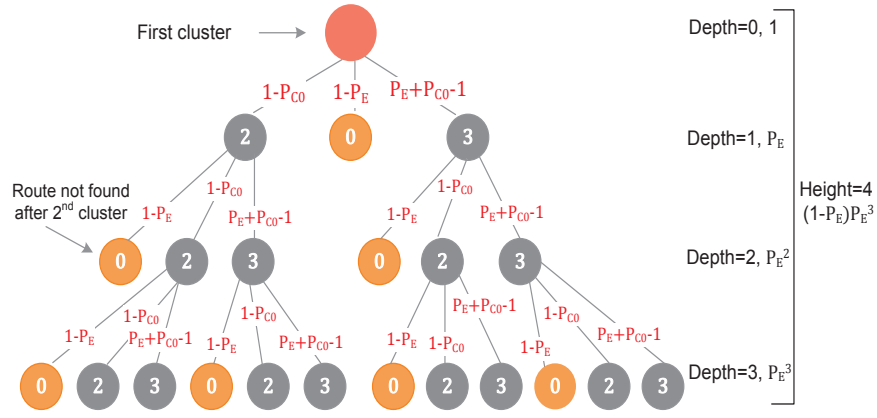 First cluster
Depth=0, 1
1-P_C0 1-P_E P_E+P_C0-1
2 0 3
Depth=1, P_E
Route not found
after 2nd cluster
1-P_E 1-P_C0 P_E+P_C0-1 1-P_E 1-P_C0 P_E+P_C0-1
Height=4
(1-P_E)P_E^3
0 2 3 0 2 3
Depth=2, P_E^2
1-P_E 1-P_C0 P_E+P_C0-1 1-P_E 1-P_C0 P_E+P_C0-1 1-P_E 1-P_C0 P_E+P_C0-1 1-P_E 1-P_C0 P_E+P_C0-1
0 2 3 0 2 3 0 2 3 0 2 3
Depth=3, P_E^3